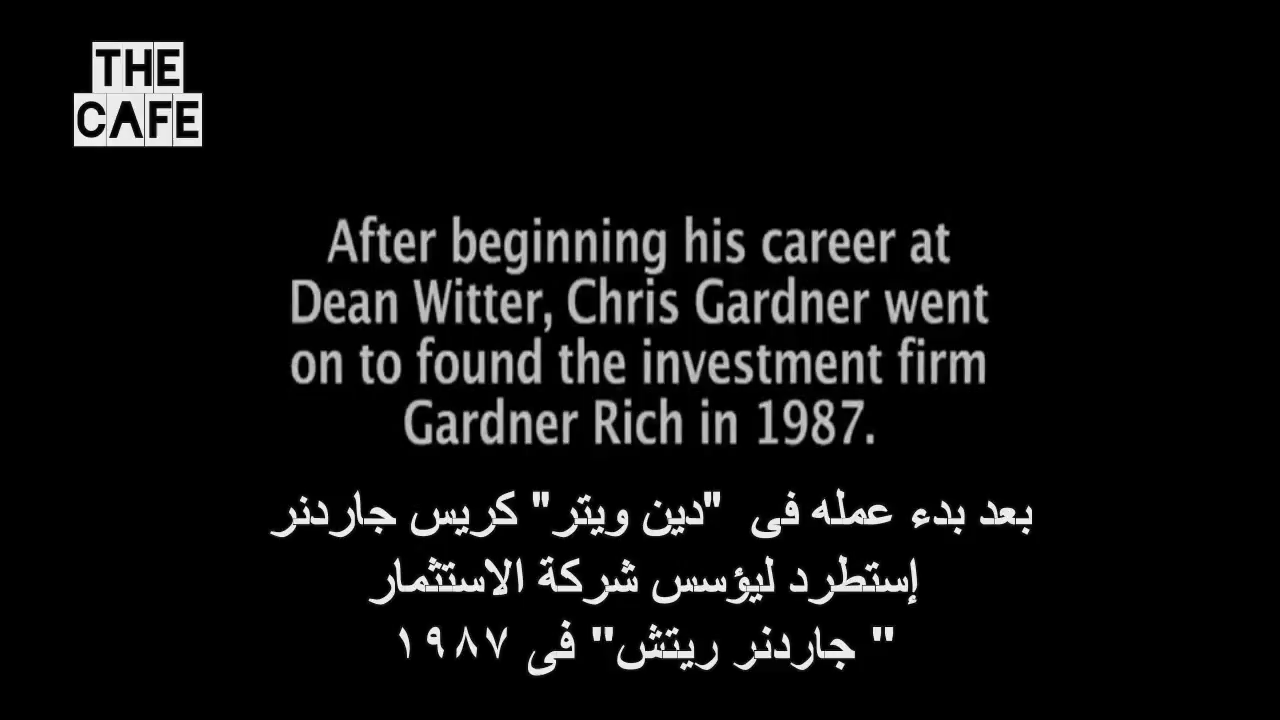 THE
CAFE
After beginning his career at
Dean Witter, Chris Gardner went
on to found the investment firm
Gardner Rich in 1987.
بعد بدء عمله فى "دين ويتر" كريس جاردنر
إستطرد ليؤسس شركة الاستثمار
" جاردنر ريتش" فى ١٩٨٧